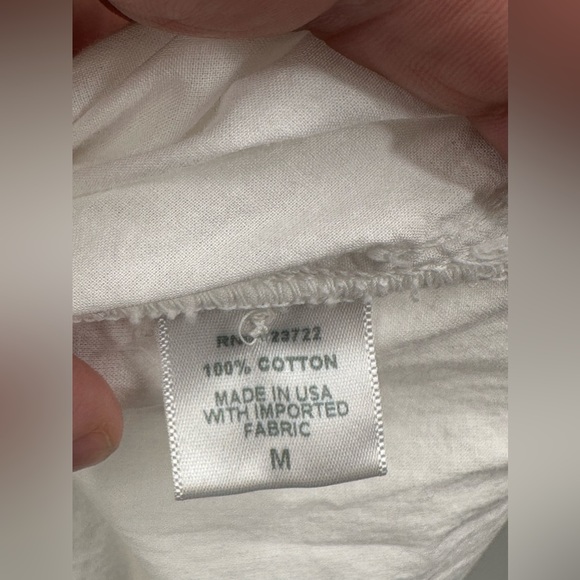 RN 23722
100% COTTON
MADE IN USA
WITH IMPORTED
FABRIC
M